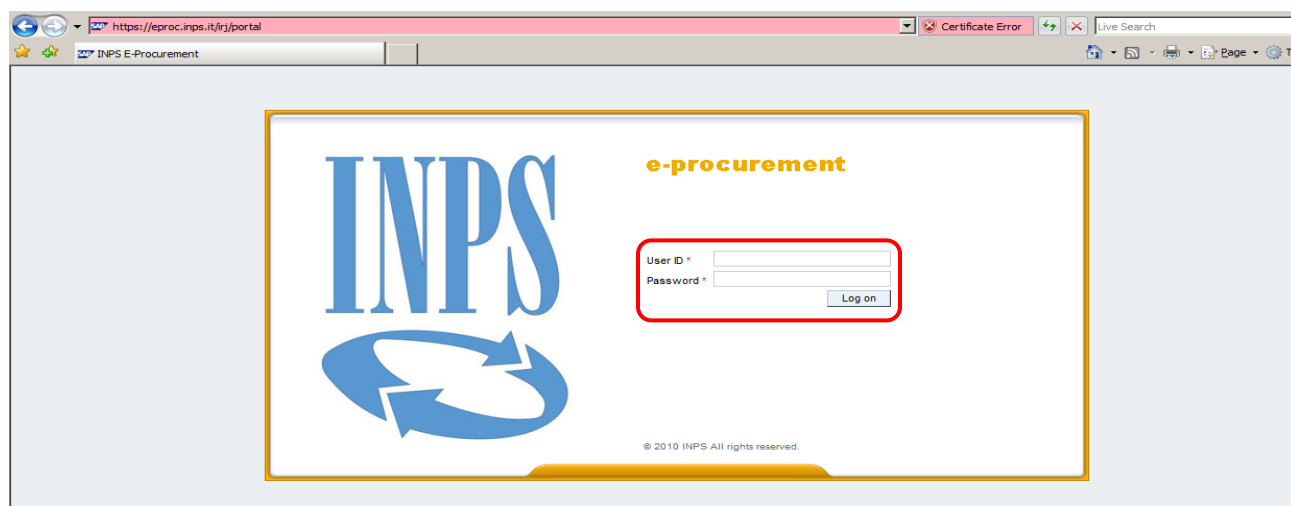 https://eproc.inps.it/irj/portal
Certificate Error
Live Search
INPS E-Procurement
Page
T
INPS
e-procurement
User ID *
Password *
Log on
© 2010 INPS All rights reserved.